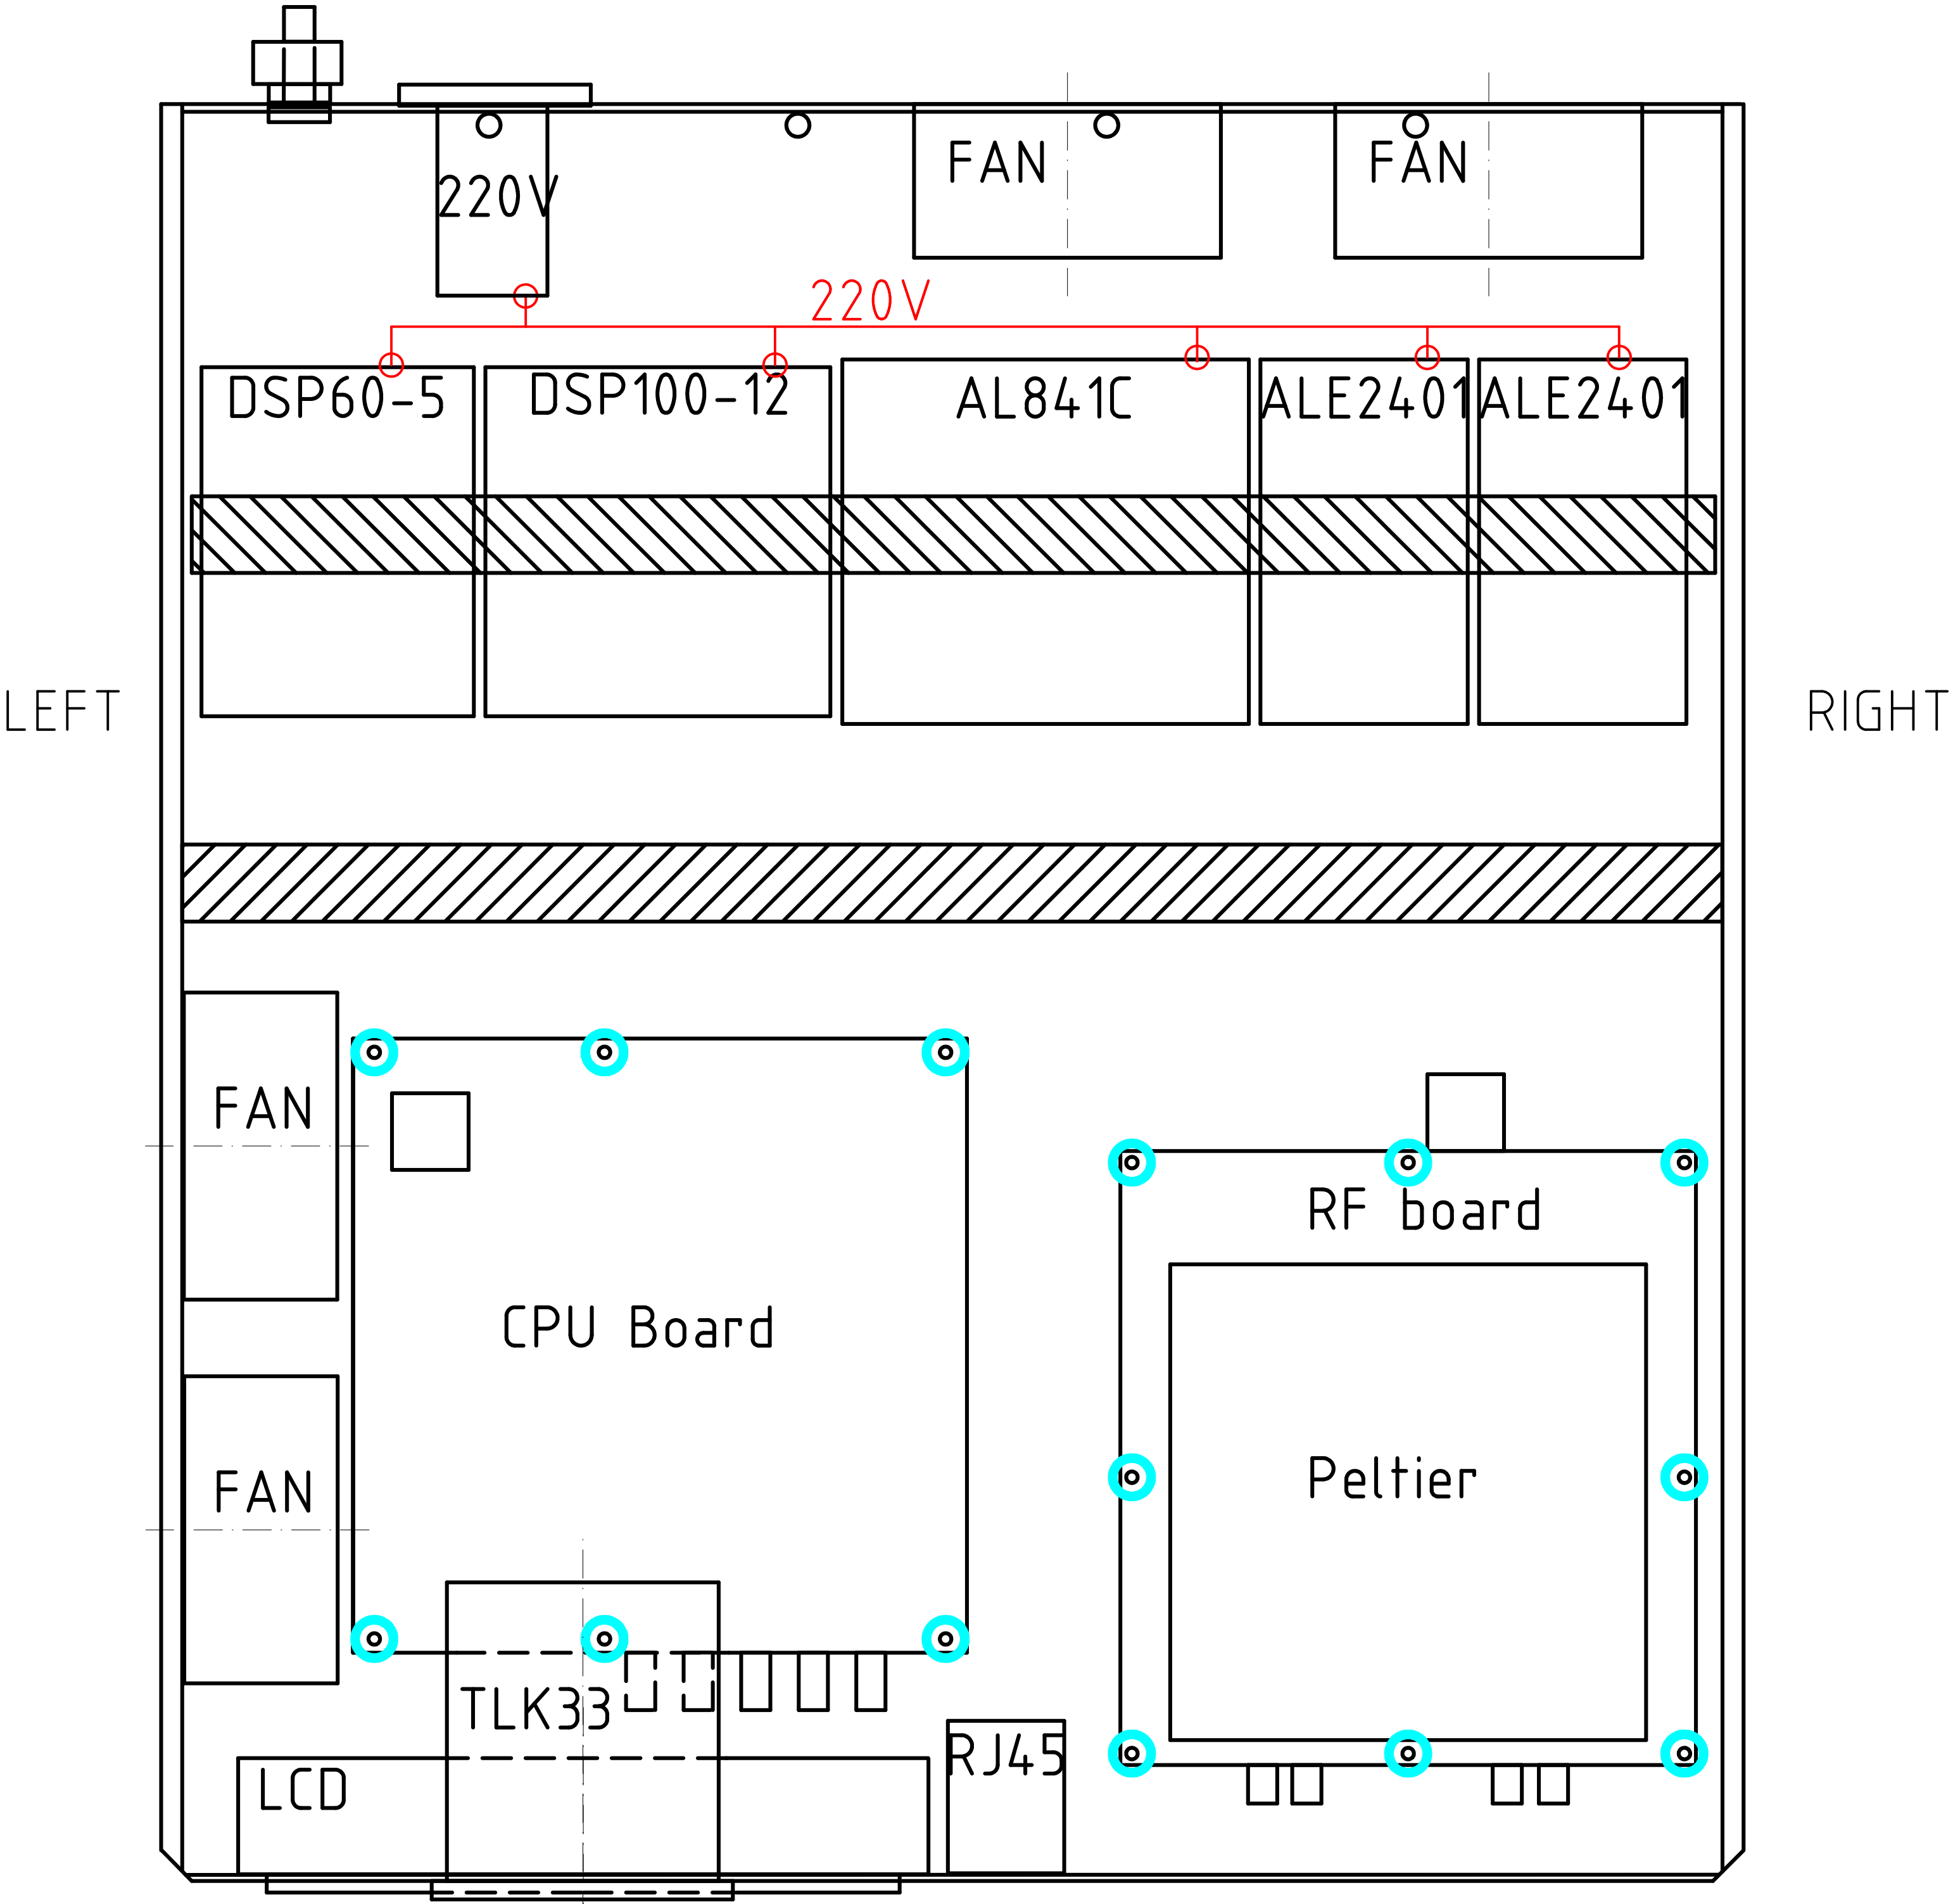 FAN
FAN
220V
220V
DSP60-5
DSP100-12
AL841C
ALE2401
ALE2401
LEFT
RIGHT
FAN
RF board
CPU Board
FAN
Peltier
TLK33
RJ45
LCD